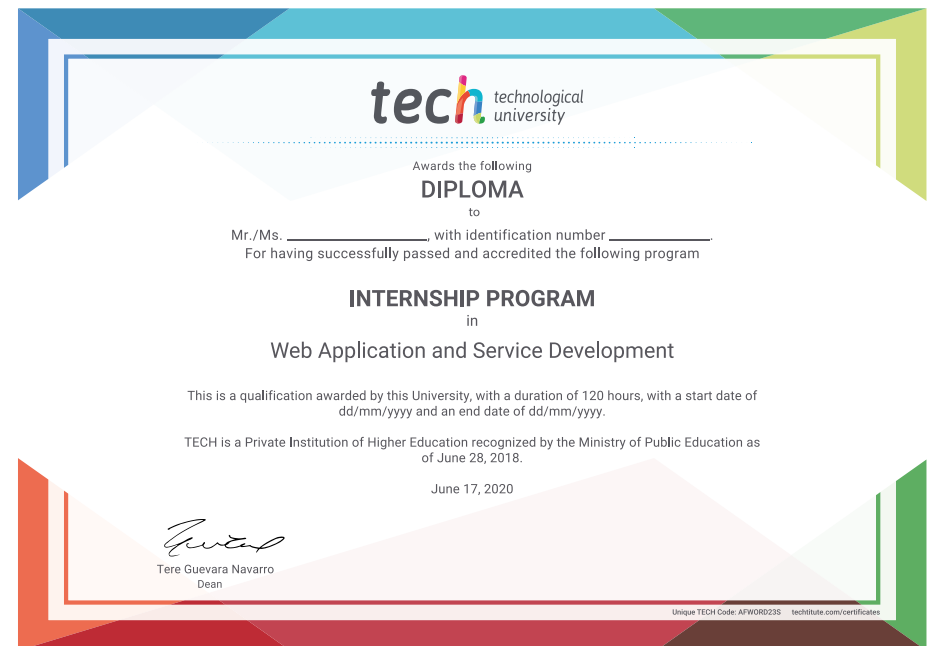 tech technological
university
Awards the following
DIPLOMA
to
Mr./Ms. ____________________, with identification number ______________.
For having successfully passed and accredited the following program
INTERNSHIP PROGRAM
in
Web Application and Service Development
This is a qualification awarded by this University, with a duration of 120 hours, with a start date of
dd/mm/yyyy and an end date of dd/mm/yyyy.
TECH is a Private Institution of Higher Education recognized by the Ministry of Public Education as
of June 28, 2018.
June 17, 2020
Tere Guevara Navarro
Dean
Unique TECH Code: AFWORD23S techtitute.com/certificates